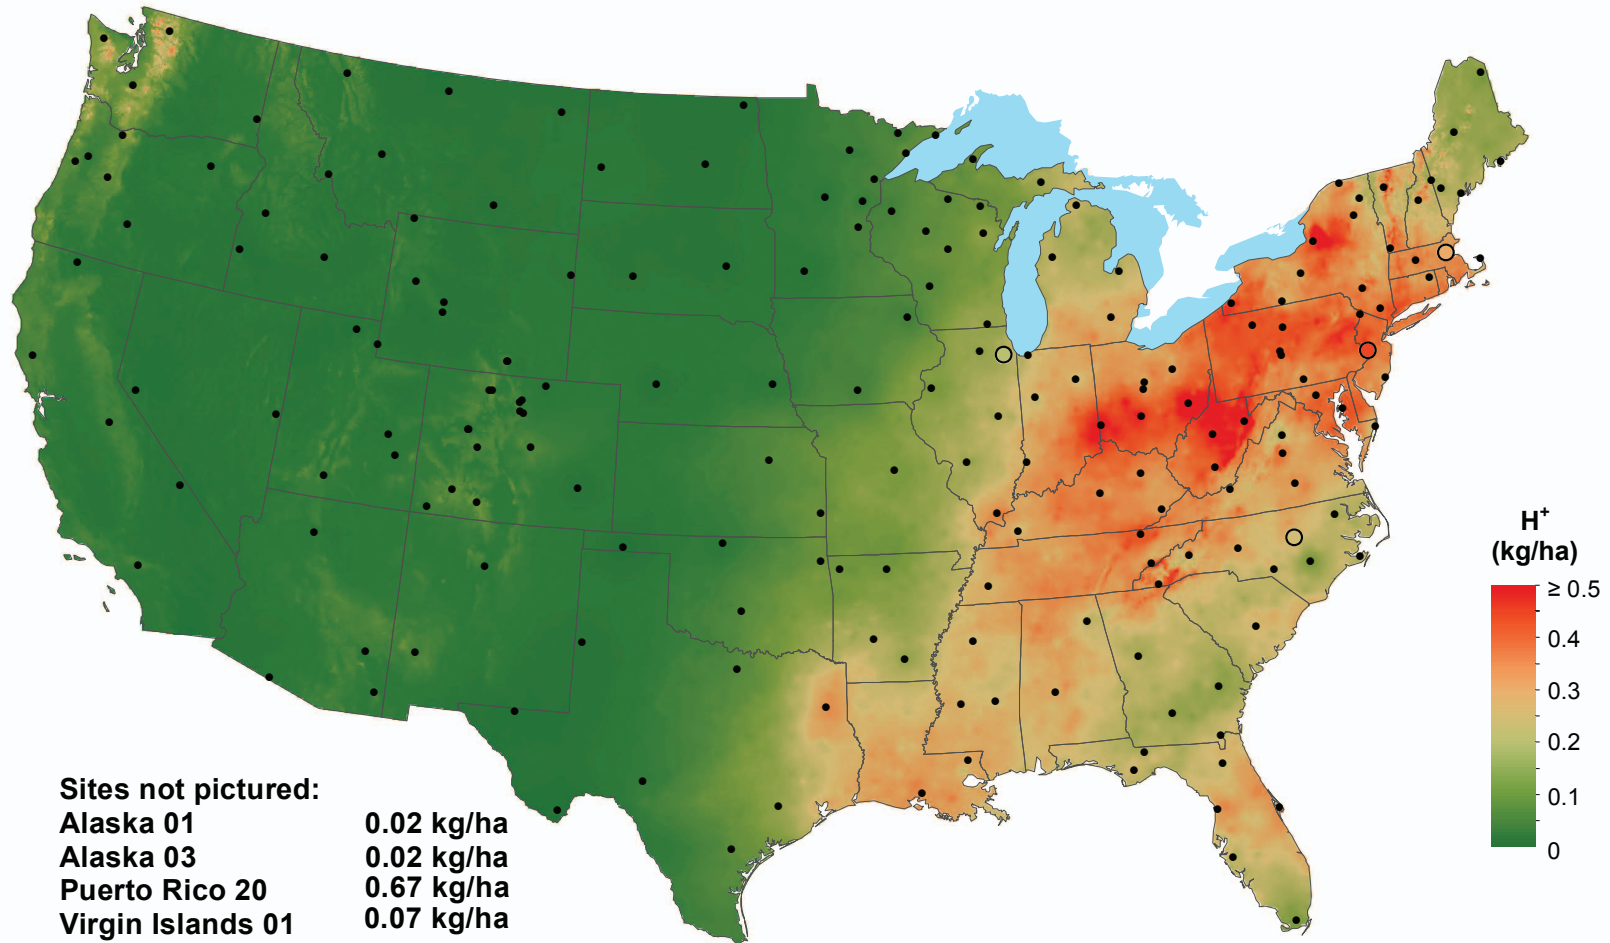 H+
(kg/ha)
≥ 0.5
0.4
0.3
0.2
0.1
0
Sites not pictured:
Alaska 01 0.02 kg/ha
Alaska 03 0.02 kg/ha
Puerto Rico 20 0.67 kg/ha
Virgin Islands 01 0.07 kg/ha